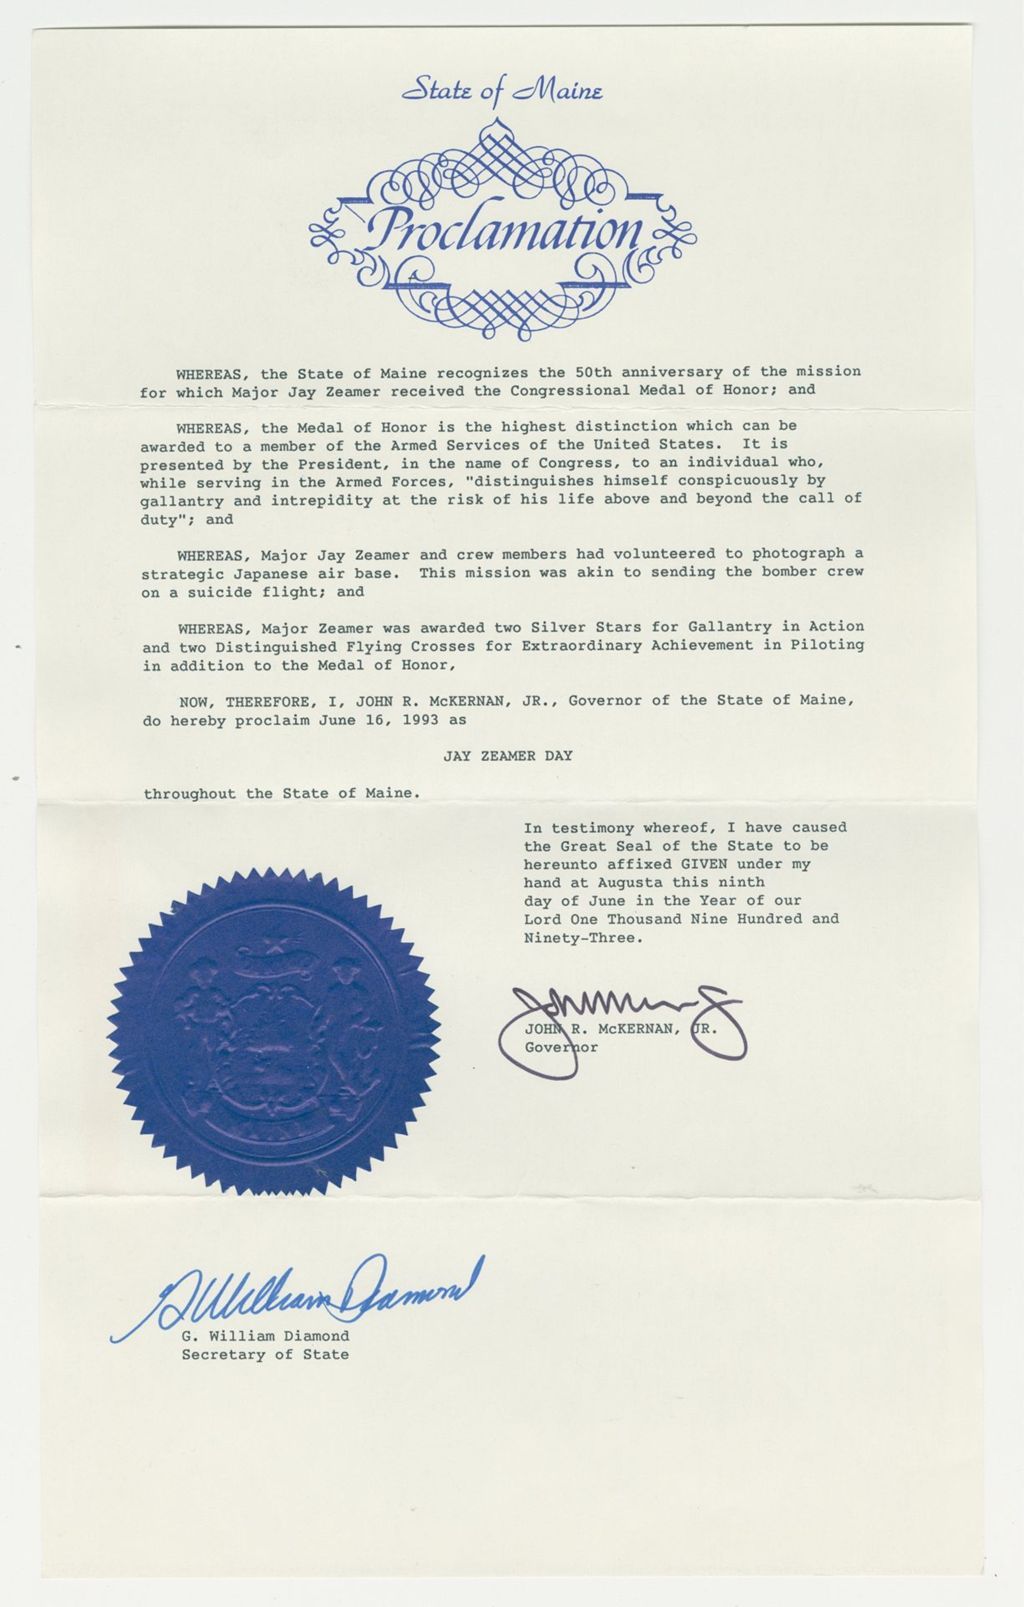 State of Maine
Proclamation
WHEREAS, the State of Maine recognizes the 50th anniversary of the mission
for which Major Jay Zeamer received the Congressional Medal of Honor; and
WHEREAS, the Medal of Honor is the highest distinction which can be
awarded to a member of the Armed Services of the United States. It is
presented by the President, in the name of Congress, to an individual who,
while serving in the Armed Forces, "distinguishes himself conspicuously by
gallantry and intrepidity at the risk of his life above and beyond the call of
duty"; and
WHEREAS, Major Jay Zeamer and crew members had volunteered to photograph a
strategic Japanese air base. This mission was akin to sending the bomber crew
on a suicide flight; and
WHEREAS, Major Zeamer was awarded two Silver Stars for Gallantry in Action
and two Distinguished Flying Crosses for Extraordinary Achievement in Piloting
in addition to the Medal of Honor,
NOW, THEREFORE, I, JOHN R. McKERNAN, JR., Governor of the State of Maine,
do hereby proclaim June 16, 1993 as
JAY ZEAMER DAY
throughout the State of Maine.
In testimony whereof, I have caused
the Great Seal of the State to be
hereunto affixed GIVEN under my
hand at Augusta this ninth
day of June in the Year of our
Lord One Thousand Nine Hundred and
Ninety-Three.
JOHN R. McKERNAN, JR.
Governor
G William Diamond
G. William Diamond
Secretary of State